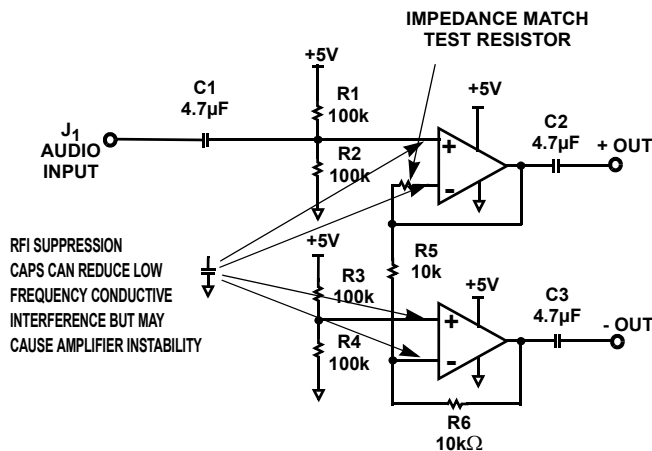 IMPEDANCE MATCH
TEST RESISTOR
+5V
C1
4.7µF
R1
100k
+5V
C2
4.7µF
+ OUT
J1
AUDIO
INPUT
R2
100k
+
-
RFI SUPPRESSION
CAPS CAN REDUCE LOW
FREQUENCY CONDUCTIVE
INTERFERENCE BUT MAY
CAUSE AMPLIFIER INSTABILITY
+5V
R3
100k
R4
100k
R5
10k
+5V
+
-
C3
4.7µF
- OUT
R6
10kΩ